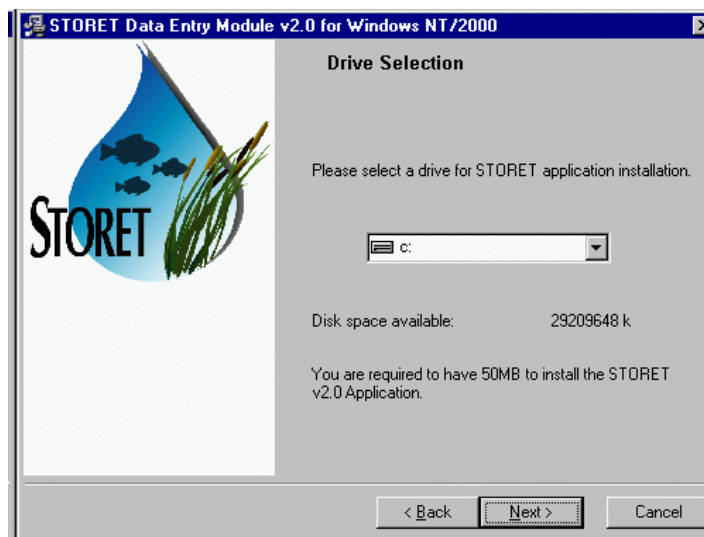 STORET Data Entry Module v2.0 for Windows NT/2000
Drive Selection
Please select a drive for STORET application installation.
STORET
c:
Disk space available: 29209648 k
You are required to have 50MB to install the STORET
v2.0 Application.
< Back
Next >
Cancel